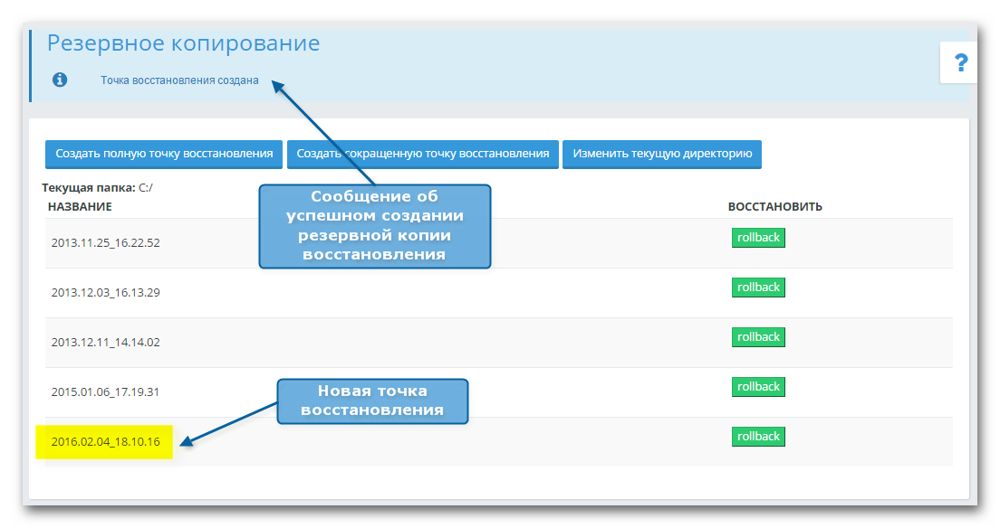 Резервное копирование
?
Точка восстановления создана
Создать полную точку восстановления
Создать сокращенную точку восстановления
Изменить текущую директорию
Текущая папка: C:/
Сообщение об
успешном создании
резервной копии
восстановления
НАЗВАНИЕ
ВОССТАНОВИТЬ
2013.11.25_16.22.52
rollback
2013.12.03_16.13.29
rollback
2013.12.11_14.14.02
rollback
2015.01.06_17.19.31
rollback
Новая точка
восстановления
2016.02.04_18.10.16
rollback